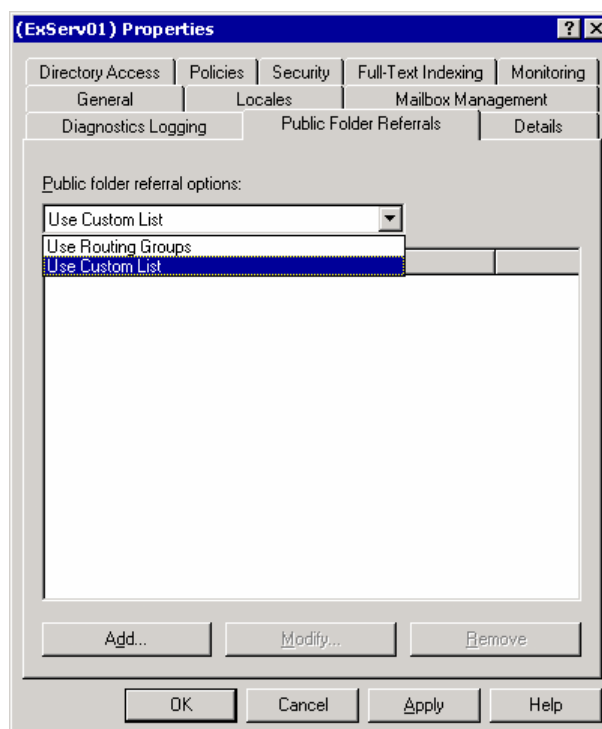 (ExServ01) Properties
Directory Access Policies Security Full-Text Indexing Monitoring
General Locales Mailbox Management
Diagnostics Logging Public Folder Referrals Details
Public folder referral options:
Use Custom List
Use Routing Groups
Use Custom List
Add... Modify... Remove
OK Cancel Apply Help